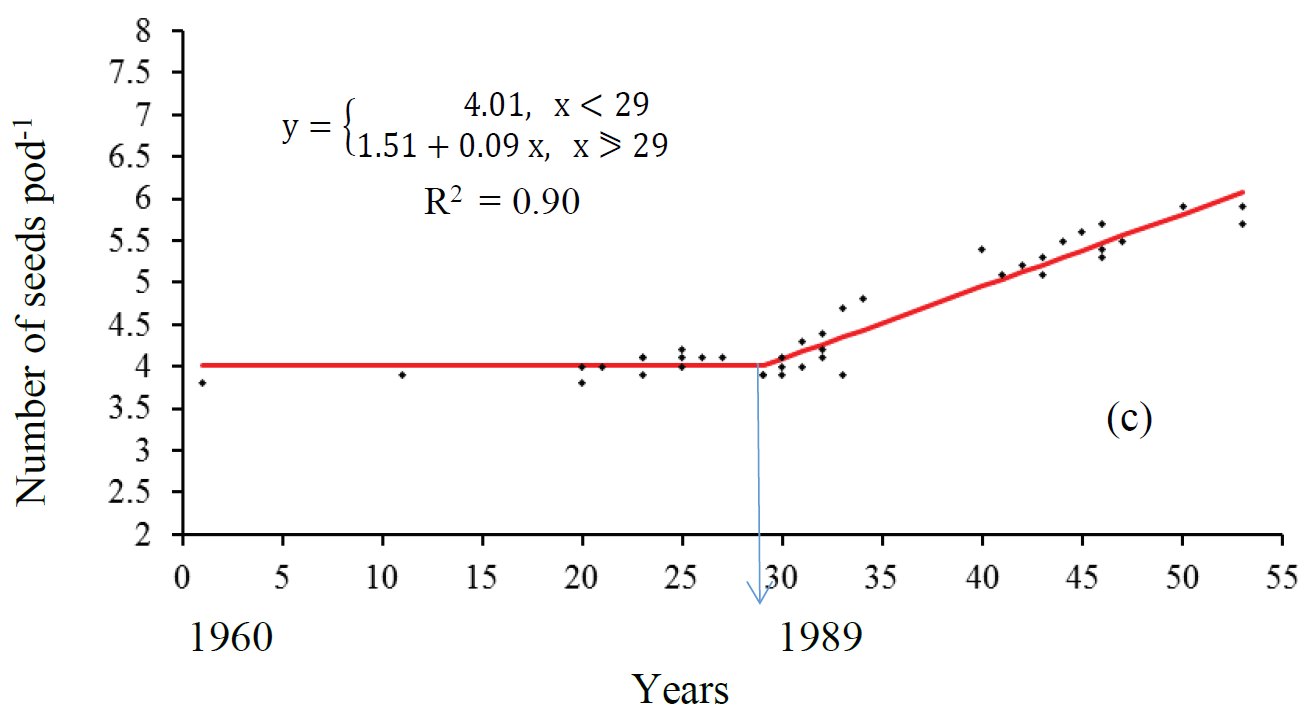 Number of seeds pod-1
8
7.5
7
6.5
6
5.5
5
4.5
4
3.5
3
2.5
2
y = { 4.01, x < 29
1.51 + 0.09 x, x ⩾ 29
R2 = 0.90
(c)
0 5 10 15 20 25 30 35 40 45 50 55
1960 1989
Years